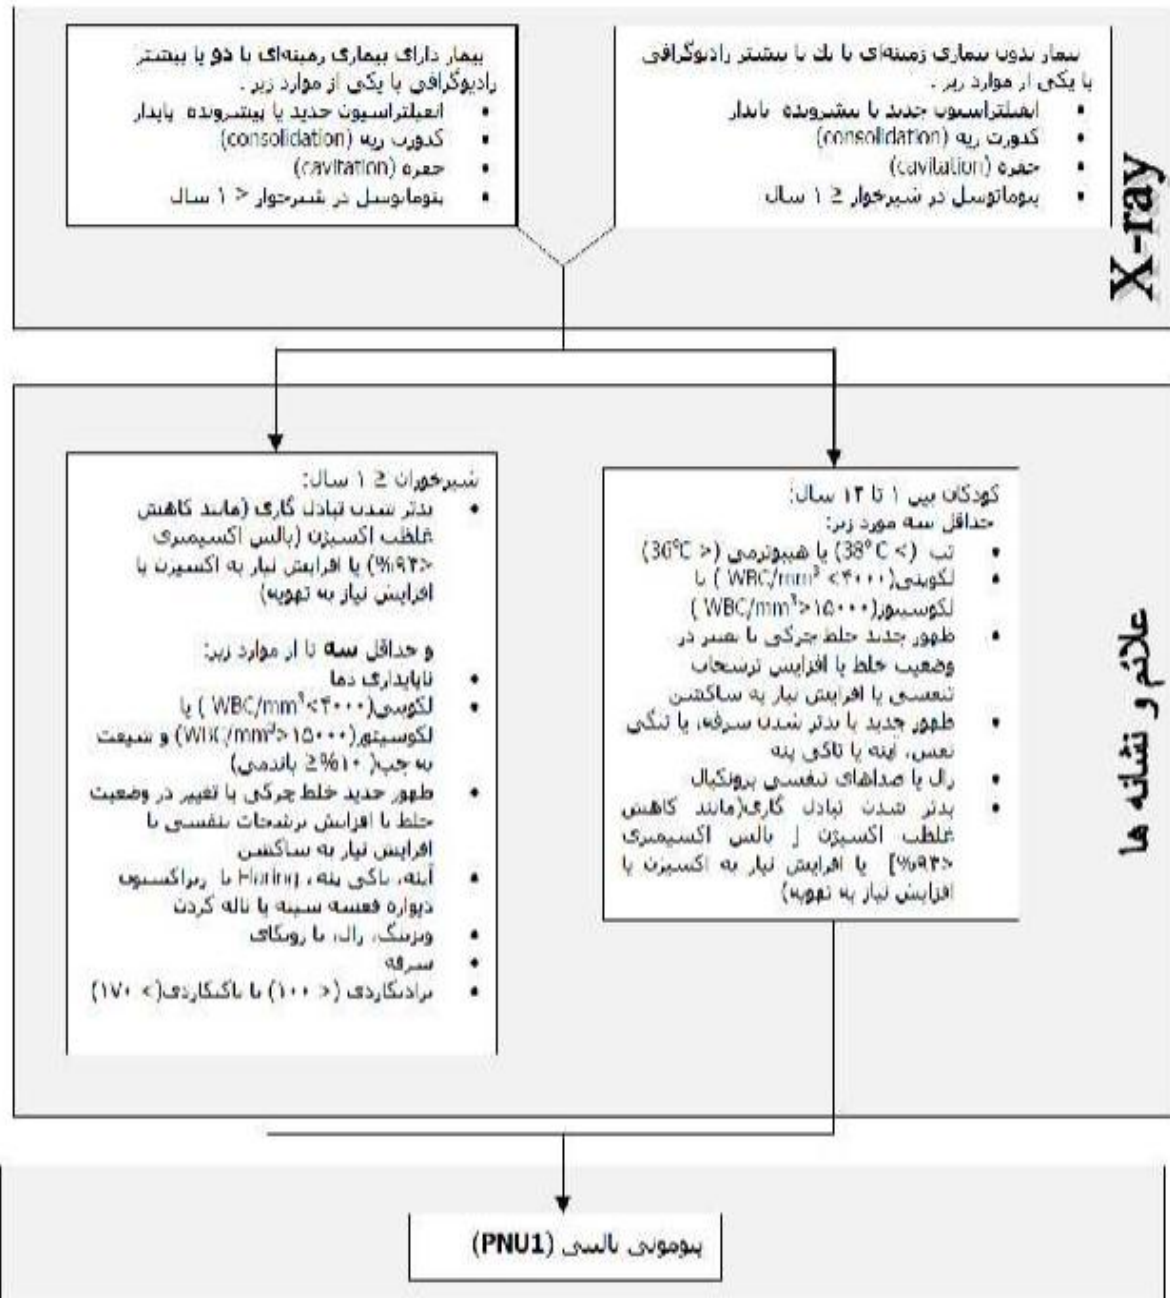 بیمار بدون بیماری زمینه‌ای با یك یا بیشتر رادیوگرافی
با یکی از موارد زیر .
• انفیلتراسیون جدید یا پیشرونده پایدار
• کدورت ریه (consolidation)
• حفره (cavitation)
• پنوماتوسل در شیرخوار ≤ ۱ سال
بیمار دارای بیماری زمینه‌ای با دو یا بیشتر
رادیوگرافی با یکی از موارد زیر .
• انفیلتراسیون جدید یا پیشرونده پایدار
• کدورت ریه (consolidation)
• حفره (cavitation)
• پنوماتوسل در شیرخوار < ۱ سال
X-ray
کودکان بین ۱ تا ۱۲ سال:
حداقل سه مورد زیر:
• تب (> 38°C) یا هیپوترمی (< 36°C)
• لکوپنی(۴۰۰۰> WBC/mm³ ) یا
لکوسیتوز(۱۵۰۰۰<WBC/mm³ )
• ظهور جدید خلط چرکی یا تغییر در
وضعیت خلط یا افزایش ترشحات
تنفسی یا افزایش نیاز به ساکشن
• ظهور جدید یا بدتر شدن سرفه، یا تنگی
نفس، آپنه یا تاکی پنه
• رال یا صداهای تنفسی برونکیال
• بدتر شدن تبادل گازی(مانند کاهش
غلظت اکسیژن [ پالس اکسیمتری
<۹۴%] یا افزایش نیاز به اکسیژن یا
افزایش نیاز به تهویه)
شیرخوران ≤ ۱ سال:
• بدتر شدن تبادل گازی (مانند کاهش
غلظت اکسیژن (پالس اکسیمتری
<۹۴%) یا افزایش نیاز به اکسیژن یا
افزایش نیاز به تهویه)
و حداقل سه تا از موارد زیر:
• ناپایداری دما
• لکوپنی(۴۰۰۰>WBC/mm³ ) یا
لکوسیتوز(۱۵۰۰۰<WBC/mm³) و شیفت
به چپ( ۱۰%≤ باندمی)
• ظهور جدید خلط چرکی یا تغییر در وضعیت
خلط یا افزایش ترشحات تنفسی یا
افزایش نیاز به ساکشن
• آپنه، تاکی پنه، Flaring با رتراکسیون
دیواره قفسه سینه یا ناله کردن
• ویزینگ، رال، یا رونکای
• سرفه
• برادیکاردی (< ۱۰۰) یا تاکیکاردی(> ۱۷۰)
علائم و نشانه ها
پنومونی بالینی (PNU1)